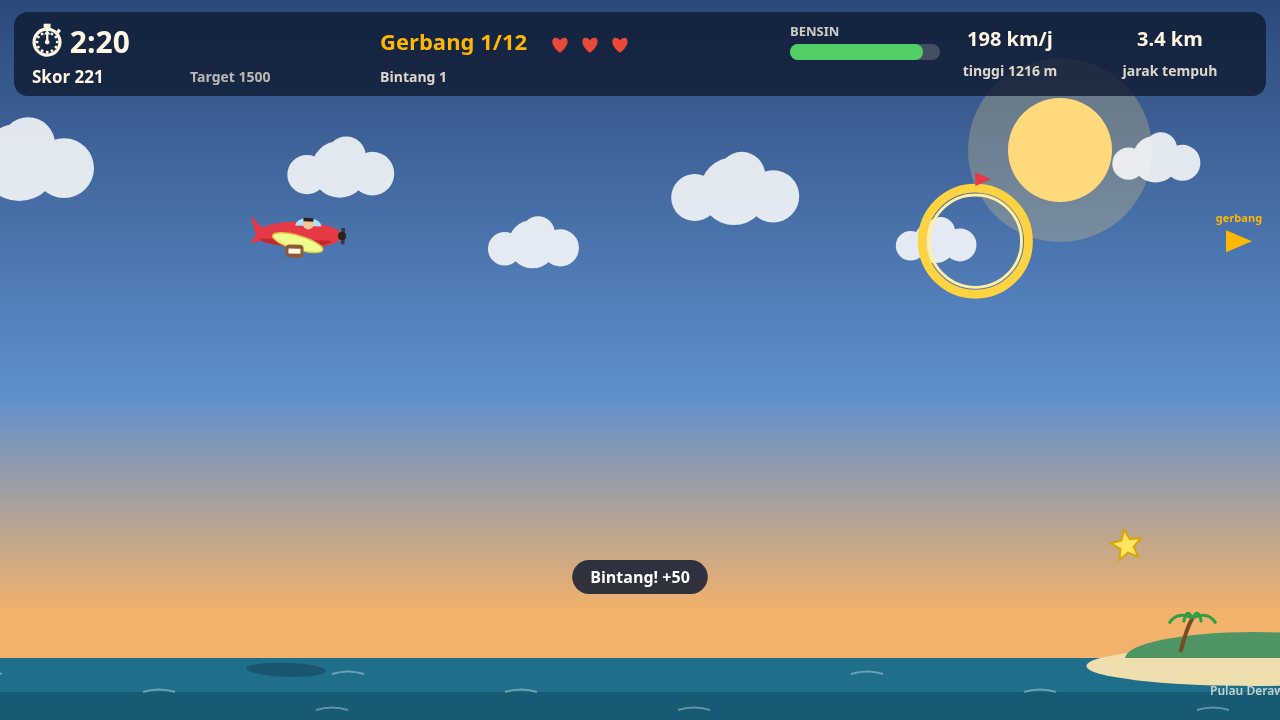 2:20
Skor 221
Target 1500
Gerbang 1/12
Bintang 1
BENSIN
198 km/j
tinggi 1216 m
3.4 km
jarak tempuh
gerbang
Bintang! +50
Pulau Deraw